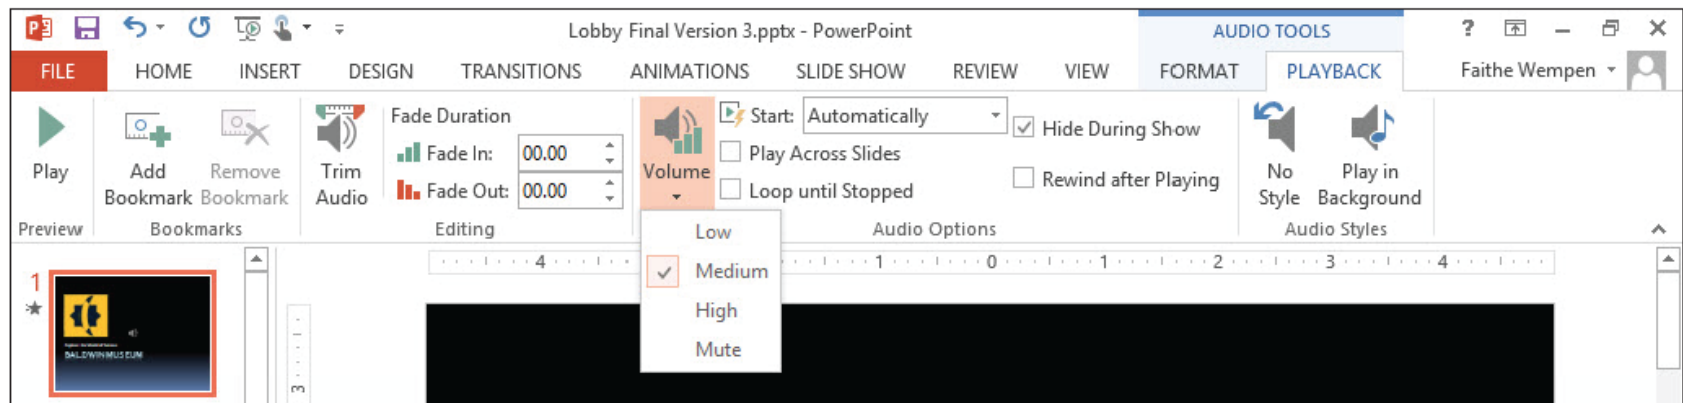 Lobby Final Version 3.pptx - PowerPoint
AUDIO TOOLS
?
FILE HOME INSERT DESIGN TRANSITIONS ANIMATIONS SLIDE SHOW REVIEW VIEW FORMAT PLAYBACK Faithe Wempen
Play
Add Bookmark
Remove Bookmark
Trim Audio
Fade Duration
Fade In: 00.00
Fade Out: 00.00
Volume
Start: Automatically
Play Across Slides
Loop until Stopped
Hide During Show
Rewind after Playing
No Style
Play in Background
Preview Bookmarks Editing Audio Options Audio Styles
Low
Medium
High
Mute
4 1 0 1 2 3 4
1
3
BALDWIN MUSEUM